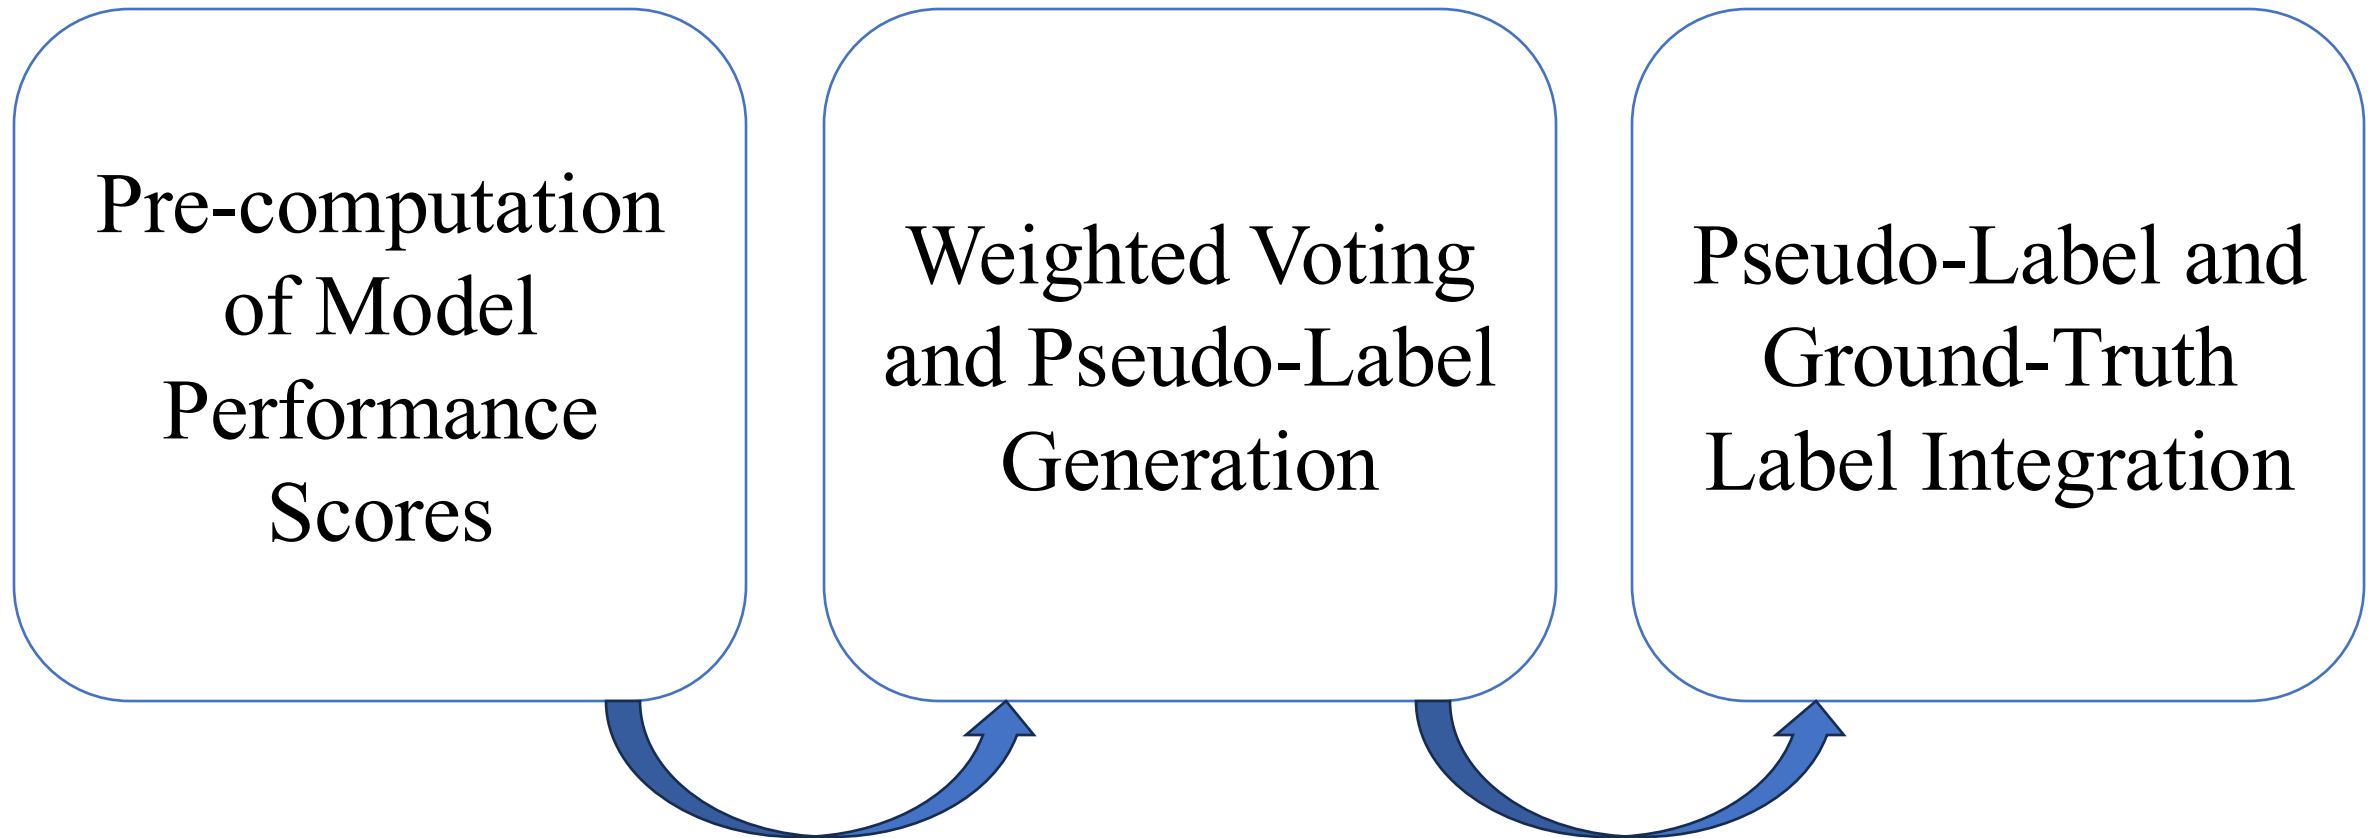 Pre-computation
of Model
Performance
Scores
Weighted Voting
and Pseudo-Label
Generation
Pseudo-Label and
Ground-Truth
Label Integration